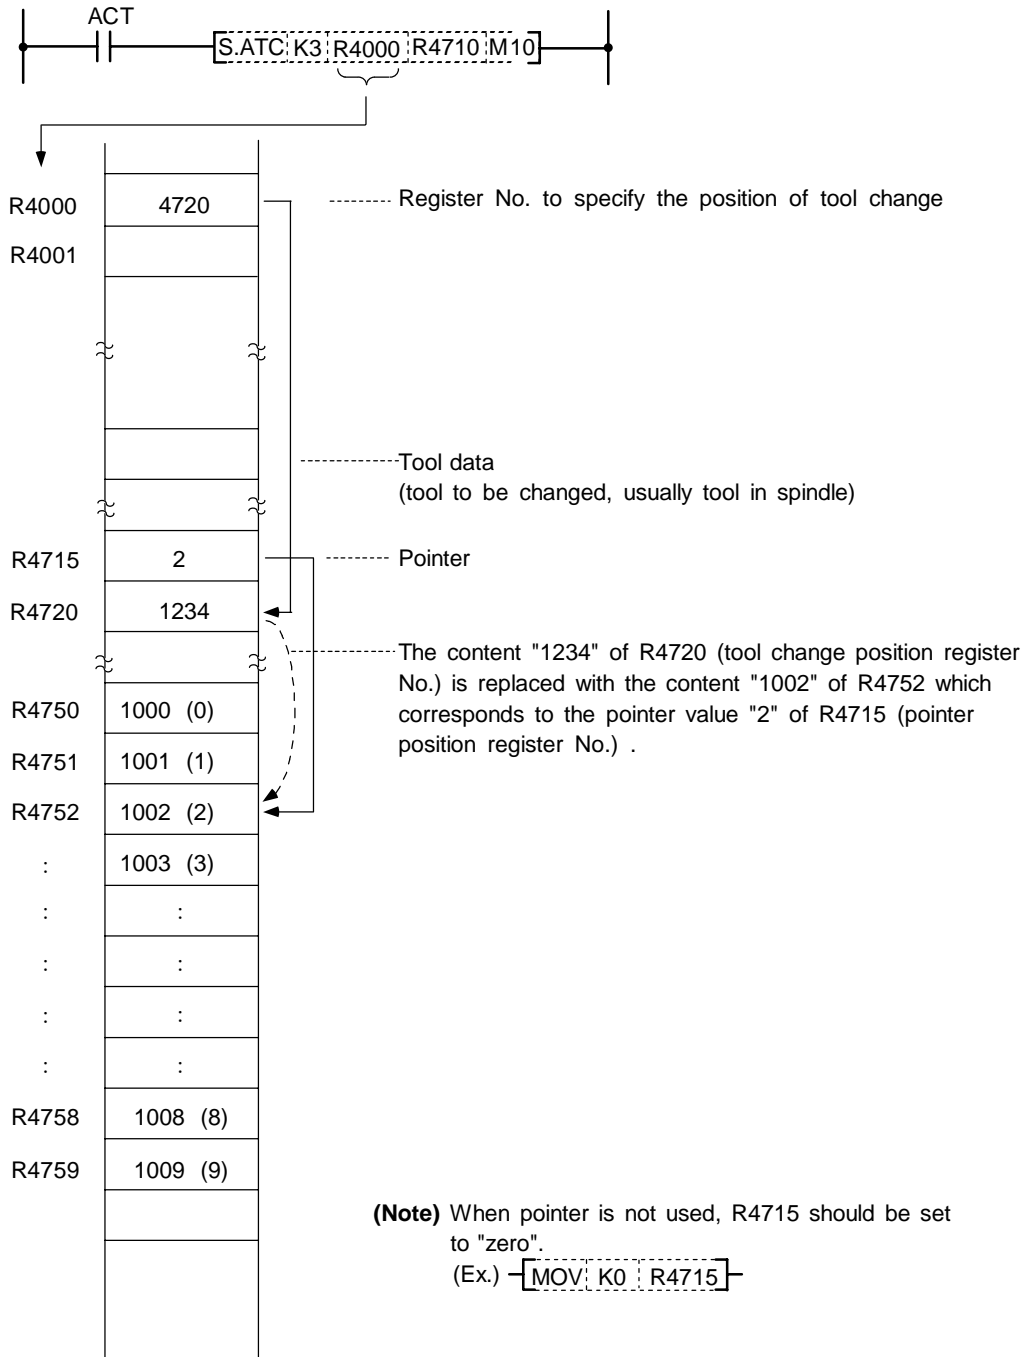 ACT
S.ATC K3 R4000 R4710 M10
R4000 4720 Register No. to specify the position of tool change
R4001
Tool data
(tool to be changed, usually tool in spindle)
R4715 2 Pointer
R4720 1234
The content "1234" of R4720 (tool change position register
No.) is replaced with the content "1002" of R4752 which
corresponds to the pointer value "2" of R4715 (pointer
position register No.) .
R4750 1000 (0)
R4751 1001 (1)
R4752 1002 (2)
: 1003 (3)
: :
: :
: :
: :
R4758 1008 (8)
R4759 1009 (9)
(Note) When pointer is not used, R4715 should be set
to "zero".
(Ex.) MOV K0 R4715